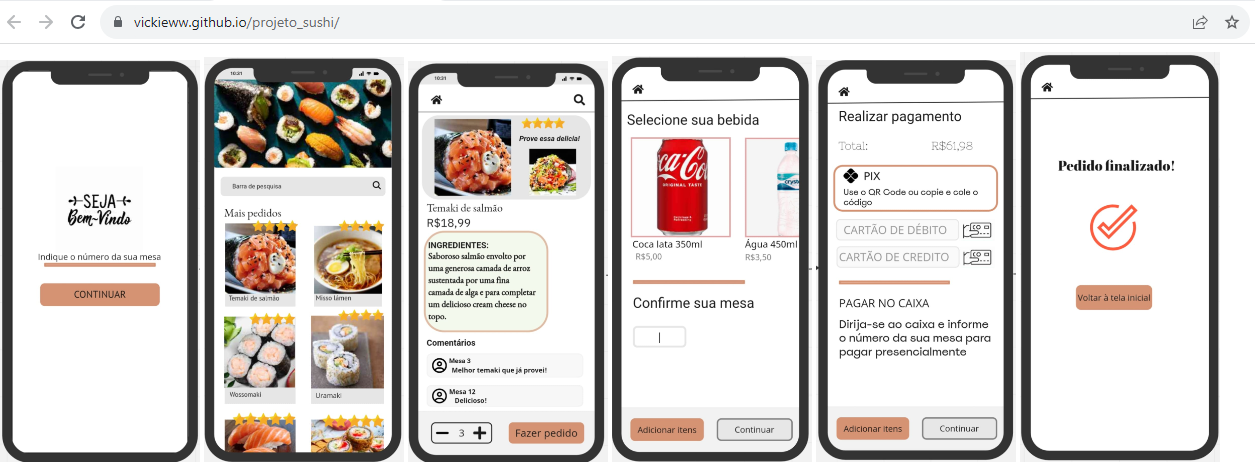 vickieww.github.io/projeto_sushi/
SEJA
Bem-Vindo
Indique o número da sua mesa
CONTINUAR
10:21
Barra de pesquisa
Mais pedidos
Temaki de salmão
Misso lámen
Wossomaki
Uramaki
10:21
Prove essa delicia!
Temaki de salmão
R$18,99
INGREDIENTES:
Saboroso salmão envolto por
uma generosa camada de arroz
sustentada por uma fina
camada de alga e para completar
um delicioso cream cheese no
topo.
Comentários
Mesa 3
Melhor temaki que já provei!
Mesa 12
Delicioso!
3
Fazer pedido
Selecione sua bebida
Coca-Cola
ORIGINAL TASTE
cryst
Coca lata 350ml
R$5,00
Água 450ml
R$3,50
Confirme sua mesa
Adicionar itens
Continuar
Realizar pagamento
Total: R$61,98
PIX
Use o QR Code ou copie e cole o
código
CARTÃO DE DÉBITO
CARTÃO DE CREDITO
PAGAR NO CAIXA
Dirija-se ao caixa e informe
o número da sua mesa para
pagar presencialmente
Adicionar itens
Continuar
Pedido finalizado!
Voltar à tela inicial